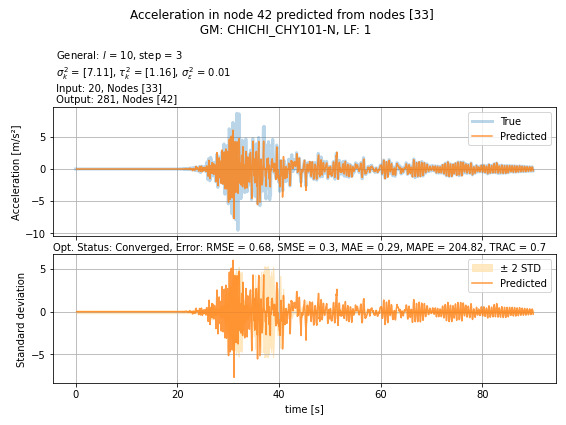 Acceleration in node 42 predicted from nodes [33]
GM: CHICHI_CHY101-N, LF: 1
General: l = 10, step = 3
σ²ₖ = [7.11], τ²ₖ = [1.16], σ²ε = 0.01
Input: 20, Nodes [33]
Output: 281, Nodes [42]
Acceleration [m/s²]
5
0
−5
−10
True
Predicted
Opt. Status: Converged, Error: RMSE = 0.68, SMSE = 0.3, MAE = 0.29, MAPE = 204.82, TRAC = 0.7
Standard deviation
5
0
−5
± 2 STD
Predicted
0 20 40 60 80
time [s]